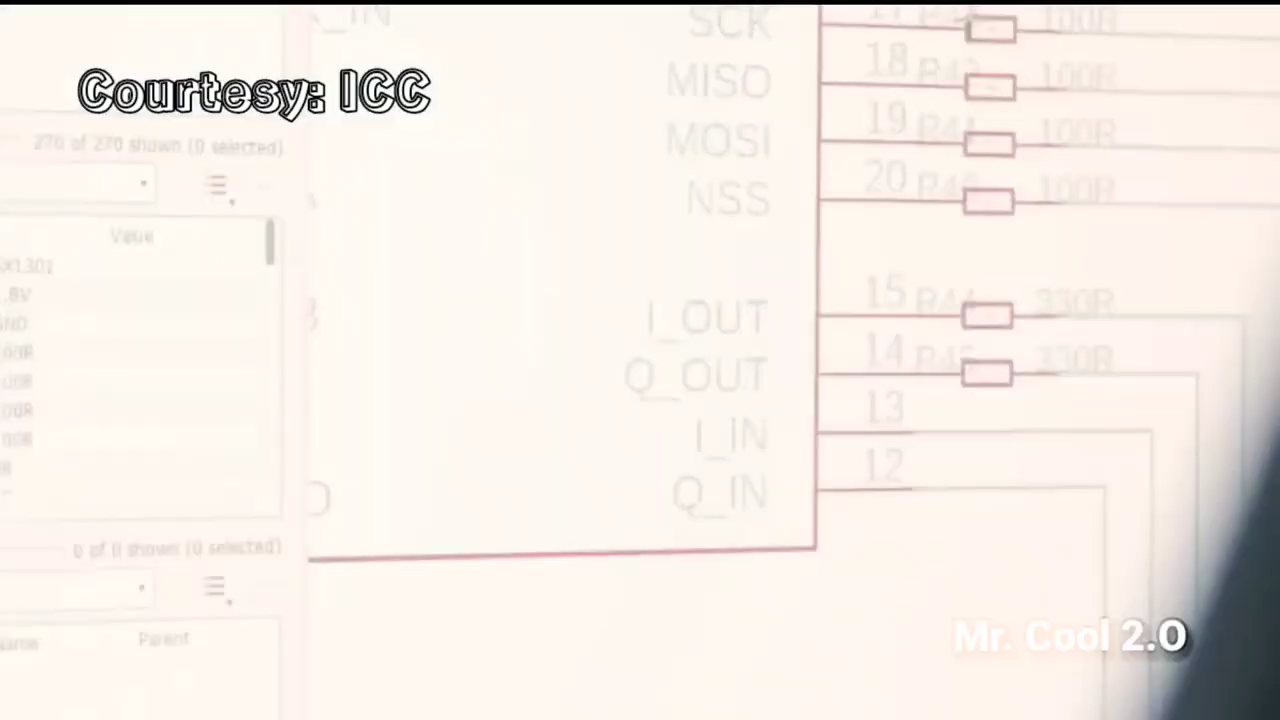 Courtesy: ICC
270 of 270 shown (0 selected)
Value
0 of 0 shown (0 selected)
Parent
SCK
MISO 18 100R
MOSI 19 100R
NSS 20 100R
I_OUT 15 R44 330R
Q_OUT 14 R45 330R
I_IN 13
Q_IN 12
Mr. Cool 2.0